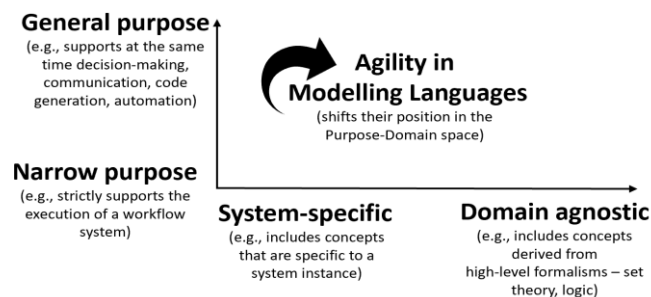 General purpose
(e.g., supports at the same
time decision-making,
communication, code
generation, automation)
Agility in
Modelling Languages
(shifts their position in the
Purpose-Domain space)
Narrow purpose
(e.g., strictly supports the
execution of a workflow
system)
System-specific
(e.g., includes concepts
that are specific to a
system instance)
Domain agnostic
(e.g., includes concepts
derived from
high-level formalisms – set
theory, logic)